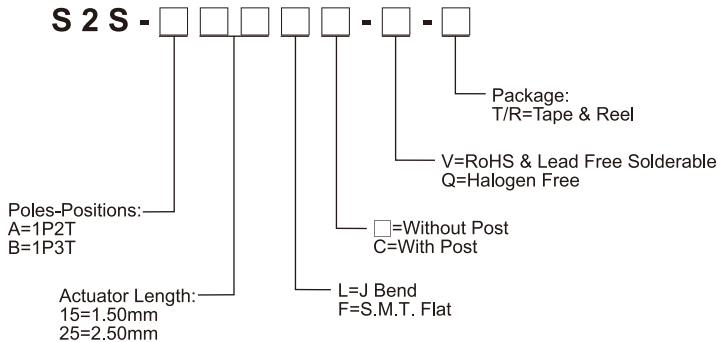 S2S-□□□□□-□-□
Package:
T/R=Tape & Reel
V=RoHS & Lead Free Solderable
Q=Halogen Free
Poles-Positions:
A=1P2T
B=1P3T
□=Without Post
C=With Post
Actuator Length:
15=1.50mm
25=2.50mm
L=J Bend
F=S.M.T. Flat